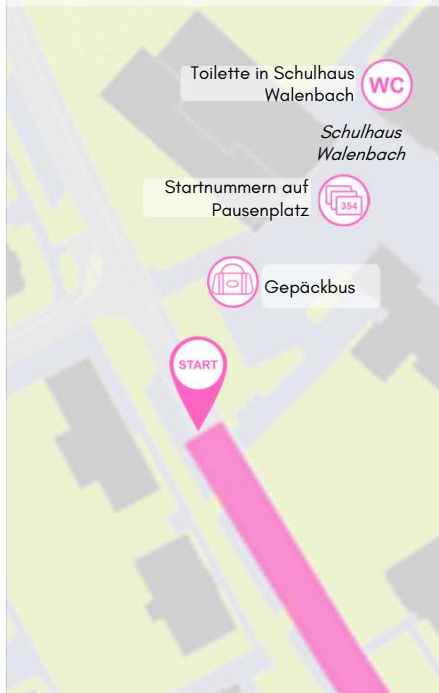 Toilette in Schulhaus
Walenbach
WC
Schulhaus
Walenbach
Startnummern auf
Pausenplatz
354
Gepäckbus
START